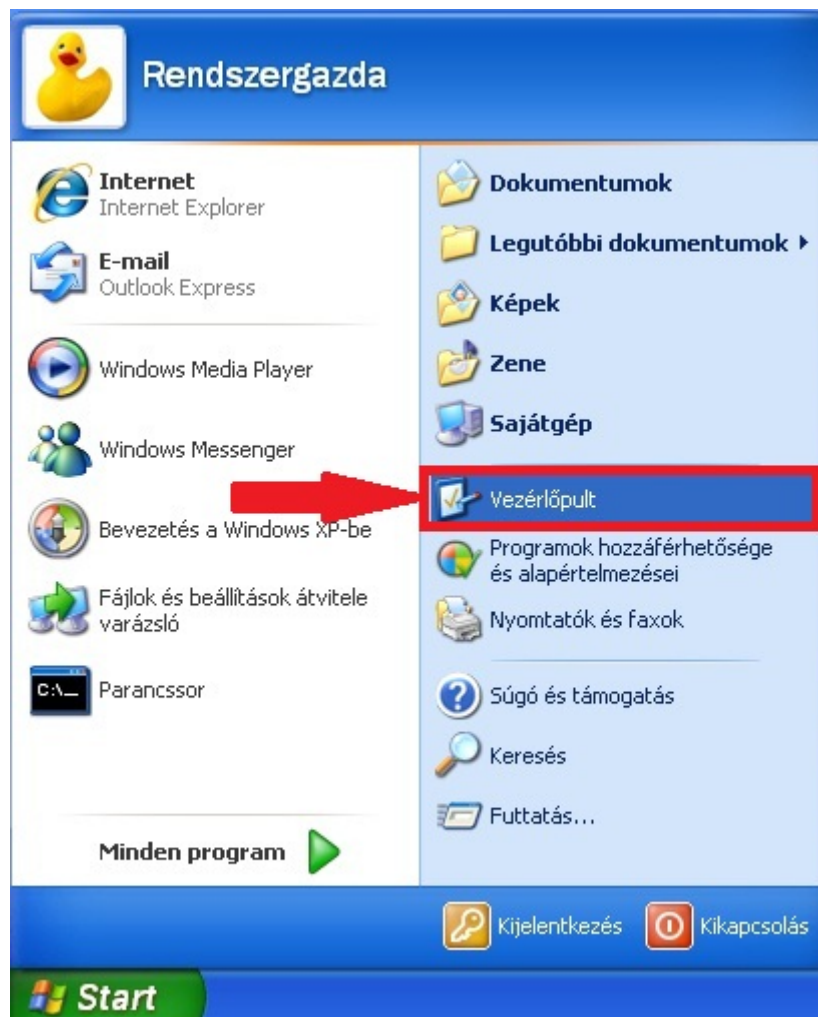 Rendszergazda
Internet
Internet Explorer
E-mail
Outlook Express
Windows Media Player
Windows Messenger
Bevezetés a Windows XP-be
Fájlok és beállítások átvitele
varázsló
C:\_
Parancssor
Minden program
Dokumentumok
Legutóbbi dokumentumok
Képek
Zene
Sajátgép
Vezérlőpult
Programok hozzáférhetősége
és alapértelmezései
Nyomtatók és faxok
Súgó és támogatás
Keresés
Futtatás...
Kijelentkezés
Kikapcsolás
Start